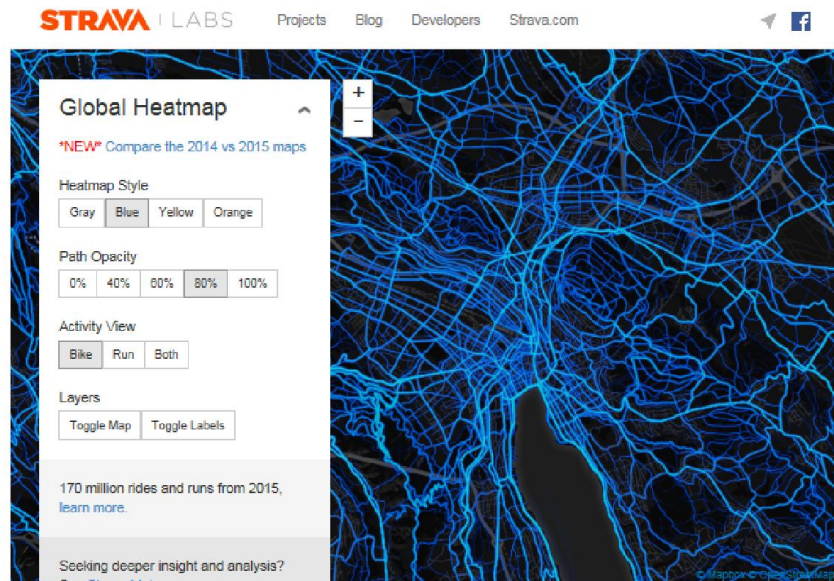 STRAVA | LABS Projects Blog Developers Strava.com
Global Heatmap
*NEW* Compare the 2014 vs 2015 maps
Heatmap Style
Gray Blue Yellow Orange
Path Opacity
0% 40% 60% 80% 100%
Activity View
Bike Run Both
Layers
Toggle Map Toggle Labels
170 million rides and runs from 2015,
learn more.
Seeking deeper insight and analysis?
+
−
© Mapbox © OpenStreetMap